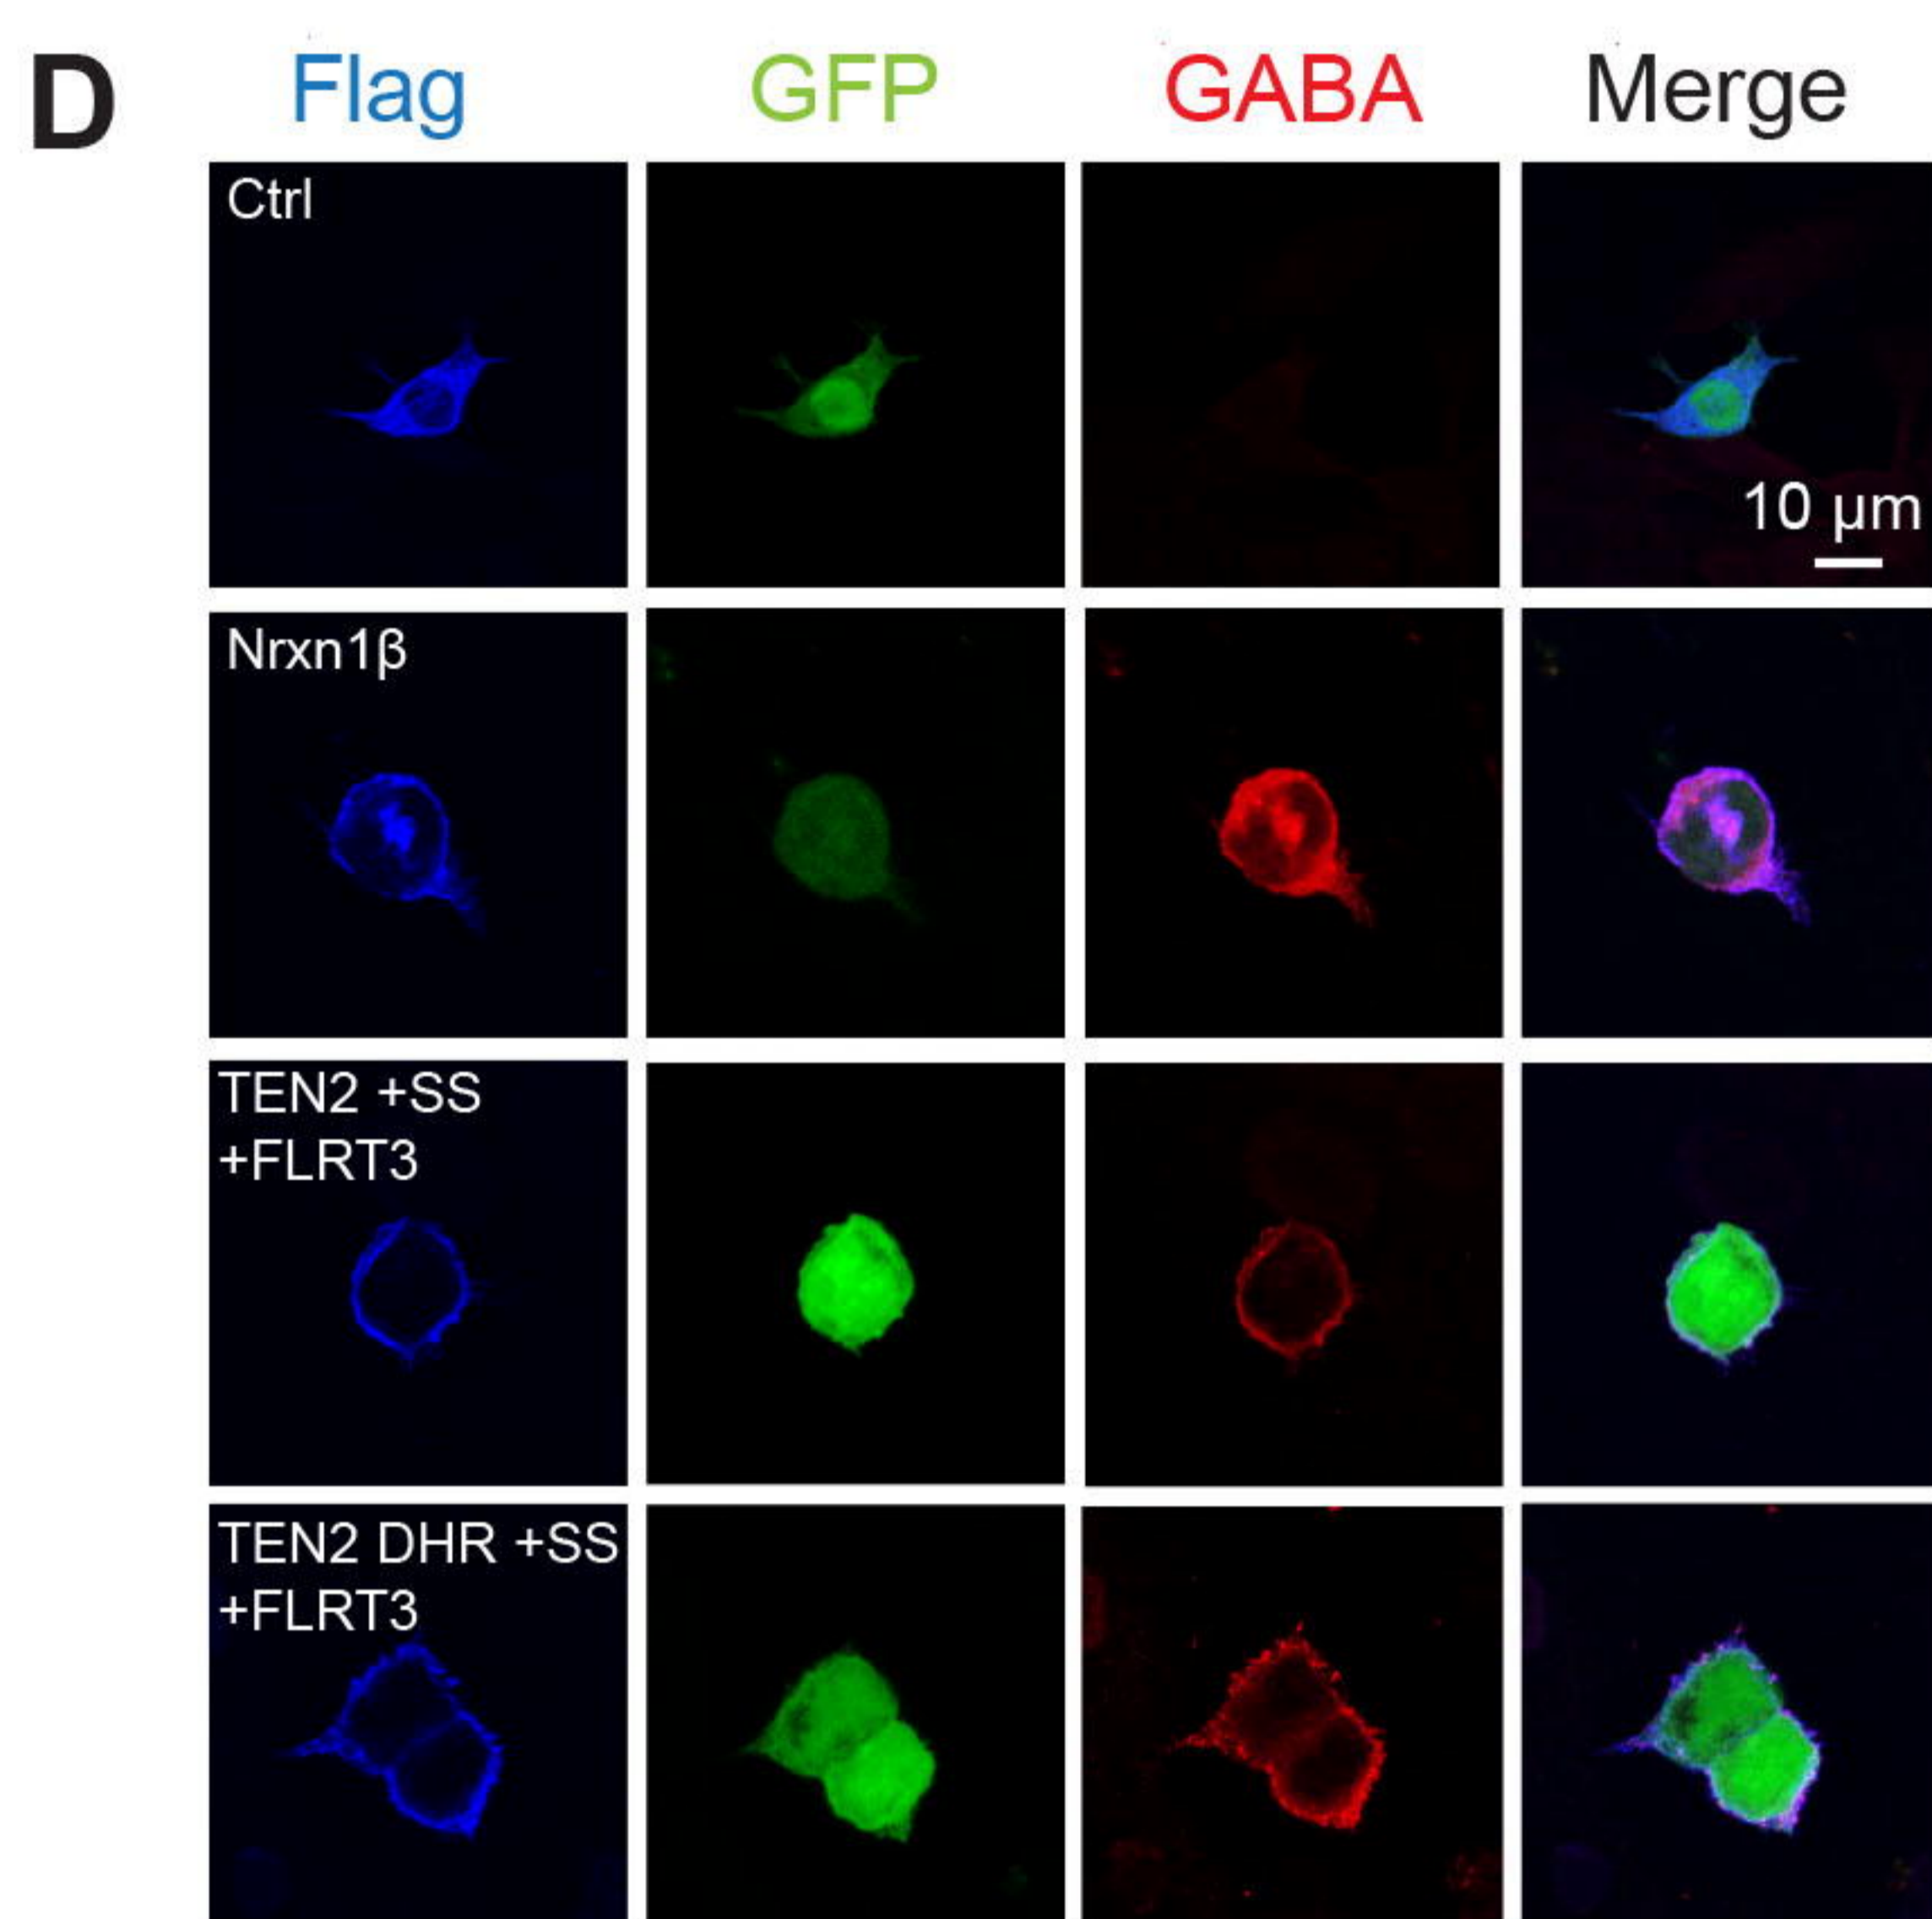 D Flag GFP GABA Merge
Ctrl
10 µm
Nrxn1β
TEN2 +SS
+FLRT3
TEN2 DHR +SS
+FLRT3